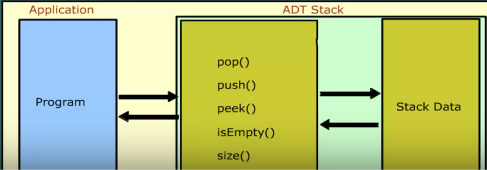 Application
ADT Stack
Program
pop()
push()
peek()
isEmpty()
size()
Stack Data